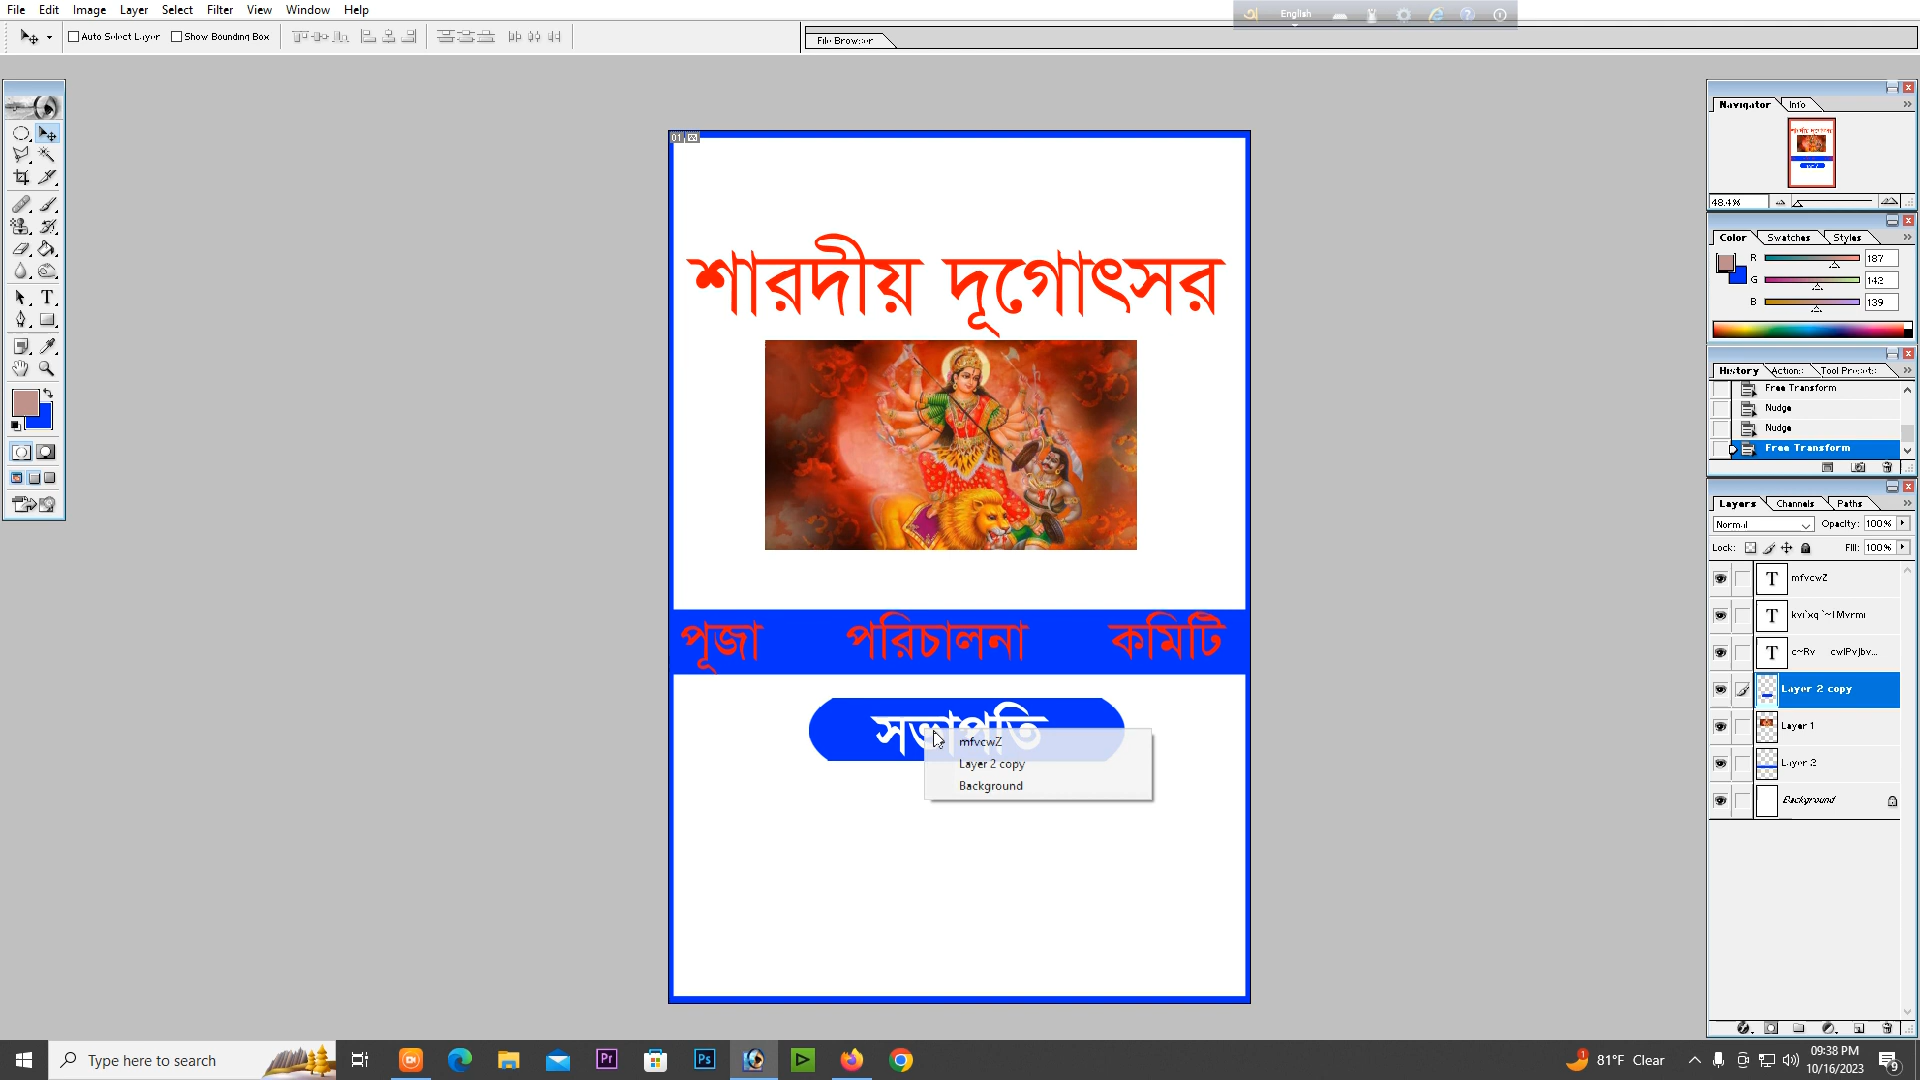 File Edit Image Layer Select Filter View Window Help
English
Auto Select Layer Show Bounding Box
File Browser
01
Navigator Info
48.4%
Color Swatches Styles
R 187
G 142
B 139
History Actions Tool Presets
Free Transform
Nudge
Nudge
Free Transform
Layers Channels Paths
Normal Opacity: 100%
Lock: Fill: 100%
T mfvcwZ
T
T c~Rv
Layer 2 copy
Layer 1
Layer 2
Background
শারদীয় দূগোৎসর
পূজা পরিচালনা কমিটি
সভাপতি
mfvcwZ
Layer 2 copy
Background
Type here to search
Pr
Ps
81°F Clear
09:38 PM
10/16/2023
9